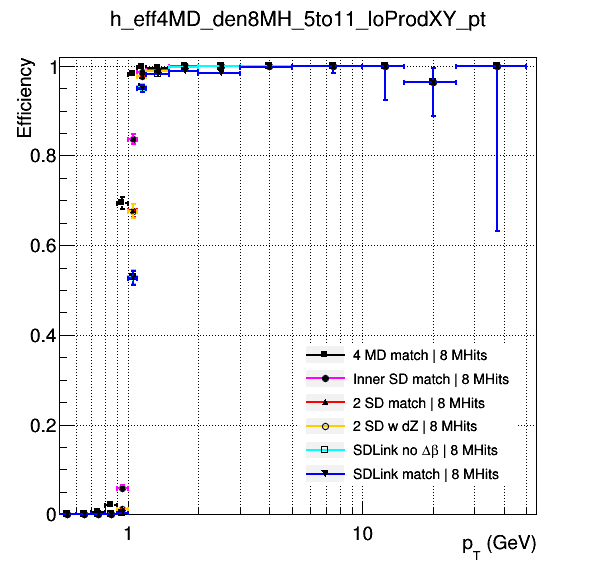 h_eff4MD_den8MH_5to11_loProdXY_pt
Efficiency
1
0.8
0.6
0.4
0.2
0
4 MD match | 8 MHits
Inner SD match | 8 MHits
2 SD match | 8 MHits
2 SD w dZ | 8 MHits
SDLink no Δβ | 8 MHits
SDLink match | 8 MHits
1
10
p_T (GeV)